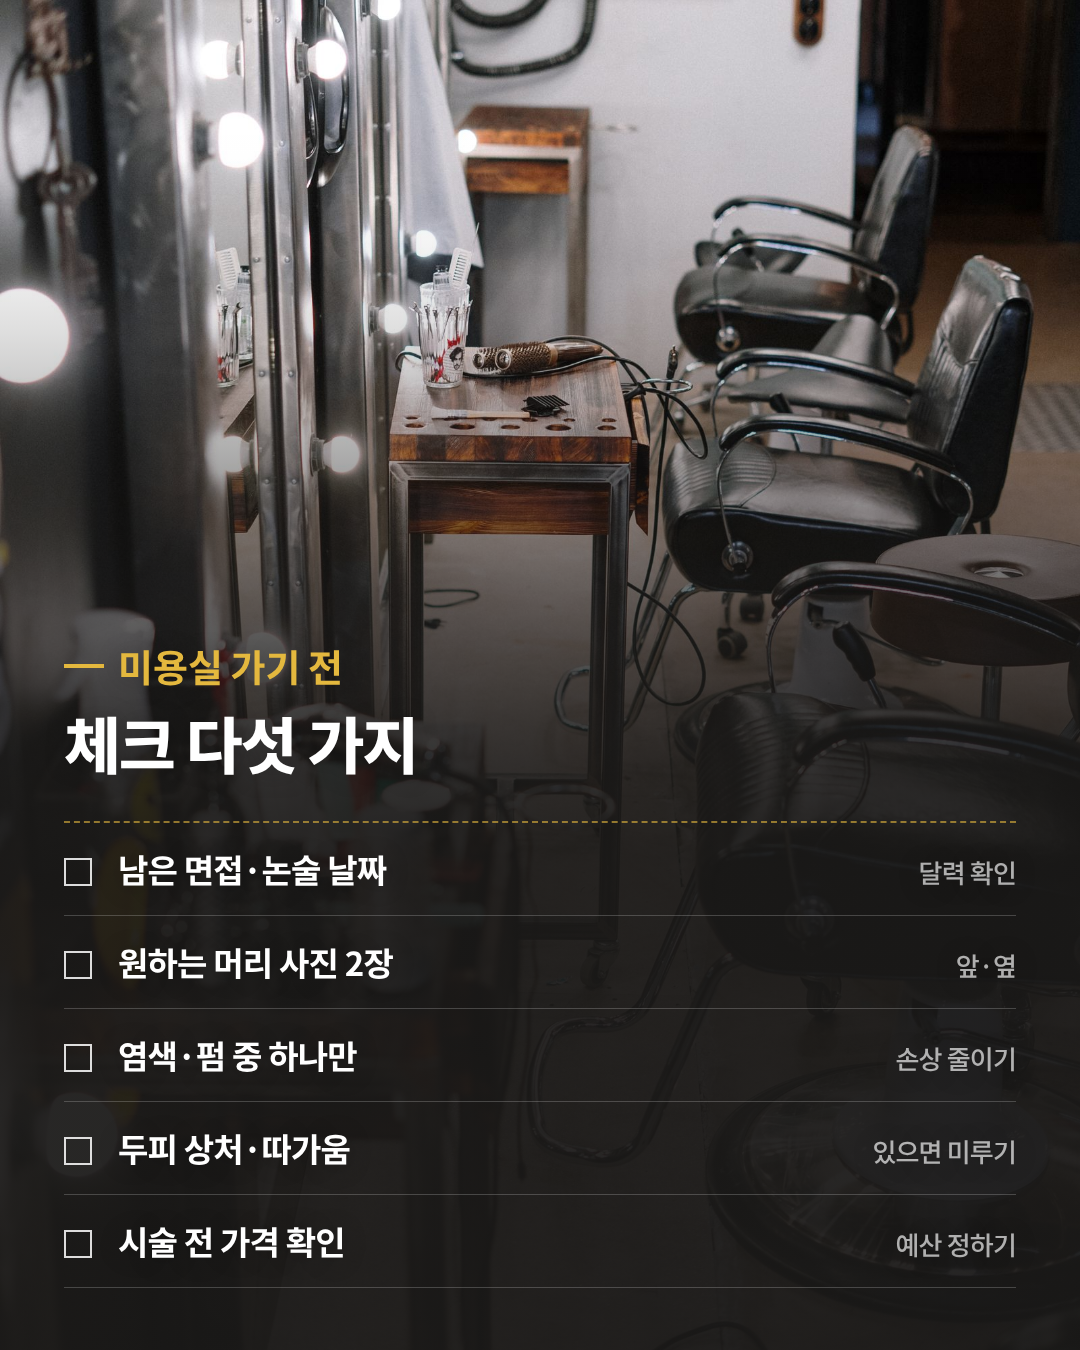 미용실 가기 전
체크 다섯 가지
남은 면접·논술 날짜 달력 확인
원하는 머리 사진 2장 앞·옆
염색·펌 중 하나만 손상 줄이기
두피 상처·따가움 있으면 미루기
시술 전 가격 확인 예산 정하기